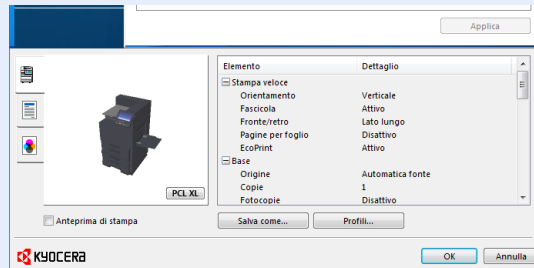 Applica
Elemento Dettaglio
Stampa veloce
Orientamento Verticale
Fascicola Attivo
Fronte/retro Lato lungo
Pagine per foglio Disattivo
EcoPrint Attivo
Base
Origine Automatica fonte
Copie 1
Fotocopie Disattivo
PCL XL
Anteprima di stampa Salva come... Profili...
KYOCERA OK Annulla